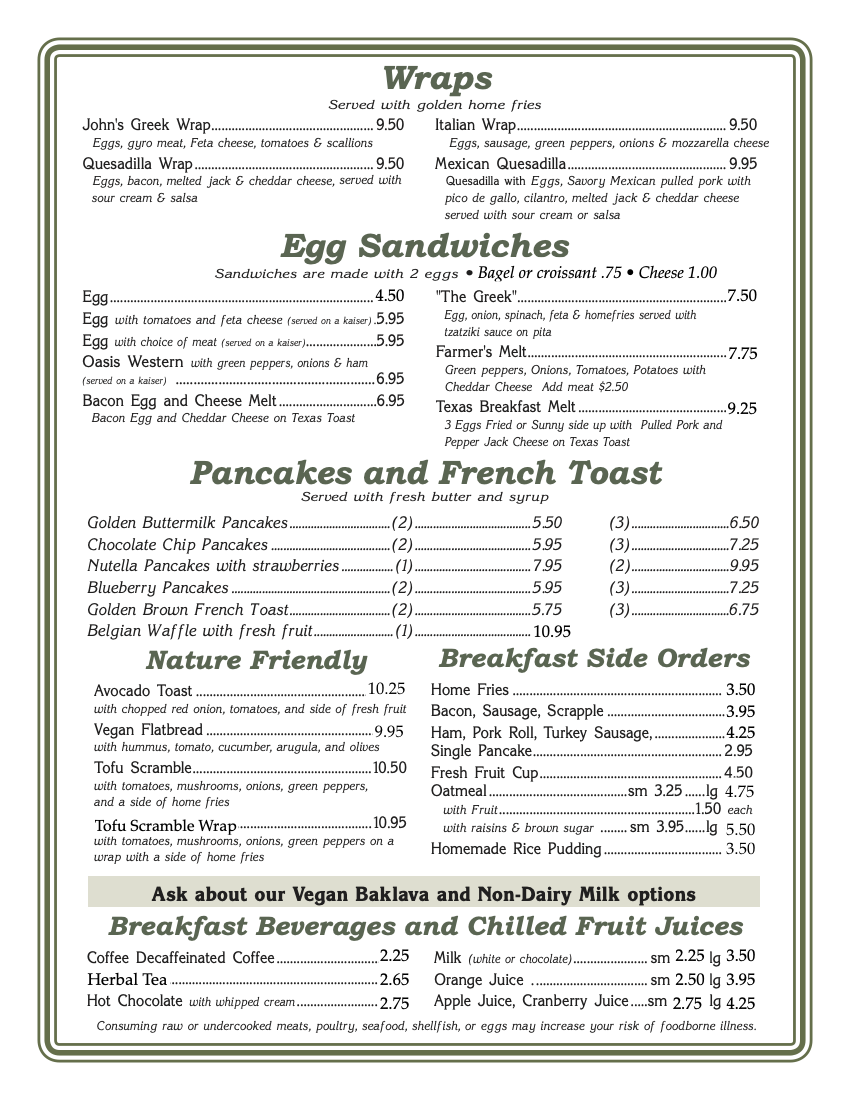 Wraps
Served with golden home fries
John's Greek Wrap 9.50
Eggs, gyro meat, Feta cheese, tomatoes & scallions
Quesadilla Wrap 9.50
Eggs, bacon, melted jack & cheddar cheese, served with
sour cream & salsa
Italian Wrap 9.50
Eggs, sausage, green peppers, onions & mozzarella cheese
Mexican Quesadilla 9.95
Quesadilla with Eggs, Savory Mexican pulled pork with
pico de gallo, cilantro, melted jack & cheddar cheese
served with sour cream or salsa
Egg Sandwiches
Sandwiches are made with 2 eggs • Bagel or croissant .75 • Cheese 1.00
Egg 4.50
Egg with tomatoes and feta cheese (served on a kaiser) 5.95
Egg with choice of meat (served on a kaiser) 5.95
Oasis Western with green peppers, onions & ham
(served on a kaiser) 6.95
Bacon Egg and Cheese Melt 6.95
Bacon Egg and Cheddar Cheese on Texas Toast
"The Greek" 7.50
Egg, onion, spinach, feta & homefries served with
tzatziki sauce on pita
Farmer's Melt 7.75
Green peppers, Onions, Tomatoes, Potatoes with
Cheddar Cheese Add meat $2.50
Texas Breakfast Melt 9.25
3 Eggs Fried or Sunny side up with Pulled Pork and
Pepper Jack Cheese on Texas Toast
Pancakes and French Toast
Served with fresh butter and syrup
Golden Buttermilk Pancakes (2) 5.50 (3) 6.50
Chocolate Chip Pancakes (2) 5.95 (3) 7.25
Nutella Pancakes with strawberries (1) 7.95 (2) 9.95
Blueberry Pancakes (2) 5.95 (3) 7.25
Golden Brown French Toast (2) 5.75 (3) 6.75
Belgian Waffle with fresh fruit (1) 10.95
Nature Friendly
Avocado Toast 10.25
with chopped red onion, tomatoes, and side of fresh fruit
Vegan Flatbread 9.95
with hummus, tomato, cucumber, arugula, and olives
Tofu Scramble 10.50
with tomatoes, mushrooms, onions, green peppers,
and a side of home fries
Tofu Scramble Wrap 10.95
with tomatoes, mushrooms, onions, green peppers on a
wrap with a side of home fries
Breakfast Side Orders
Home Fries 3.50
Bacon, Sausage, Scrapple 3.95
Ham, Pork Roll, Turkey Sausage, 4.25
Single Pancake 2.95
Fresh Fruit Cup 4.50
Oatmeal sm 3.25 lg 4.75
with Fruit 1.50 each
with raisins & brown sugar sm 3.95 lg 5.50
Homemade Rice Pudding 3.50
Ask about our Vegan Baklava and Non-Dairy Milk options
Breakfast Beverages and Chilled Fruit Juices
Coffee Decaffeinated Coffee 2.25
Herbal Tea 2.65
Hot Chocolate with whipped cream 2.75
Milk (white or chocolate) sm 2.25 lg 3.50
Orange Juice sm 2.50 lg 3.95
Apple Juice, Cranberry Juice sm 2.75 lg 4.25
Consuming raw or undercooked meats, poultry, seafood, shellfish, or eggs may increase your risk of foodborne illness.